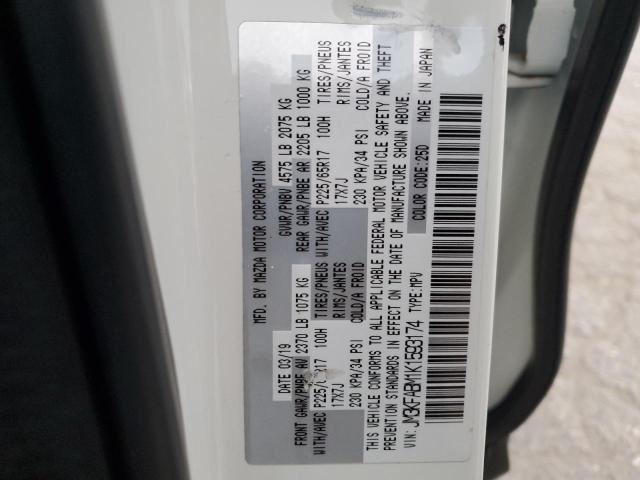 MFD. BY MAZDA MOTOR CORPORATION
DATE 03/19 GVWR/PNBV 4575 LB 2075 KG
FRONT GAWR/PNBE AV 2370 LB 1075 KG REAR GAWR/PNBE AR 2205 LB 1000 KG
WITH/AVEC P225/65R17 100H TIRES/PNEUS WITH/AVEC P225/65R17 100H TIRES/PNEUS
17X7J RIMS/JANTES 17X7J RIMS/JANTES
230 KPA/34 PSI COLD/A FROID 230 KPA/34 PSI COLD/A FROID
THIS VEHICLE CONFORMS TO ALL APPLICABLE FEDERAL MOTOR VEHICLE SAFETY AND THEFT
PREVENTION STANDARDS IN EFFECT ON THE DATE OF MANUFACTURE SHOWN ABOVE.
VIN: JM3KFABM1K1593174 TYPE:MPV COLOR CODE:25D MADE IN JAPAN